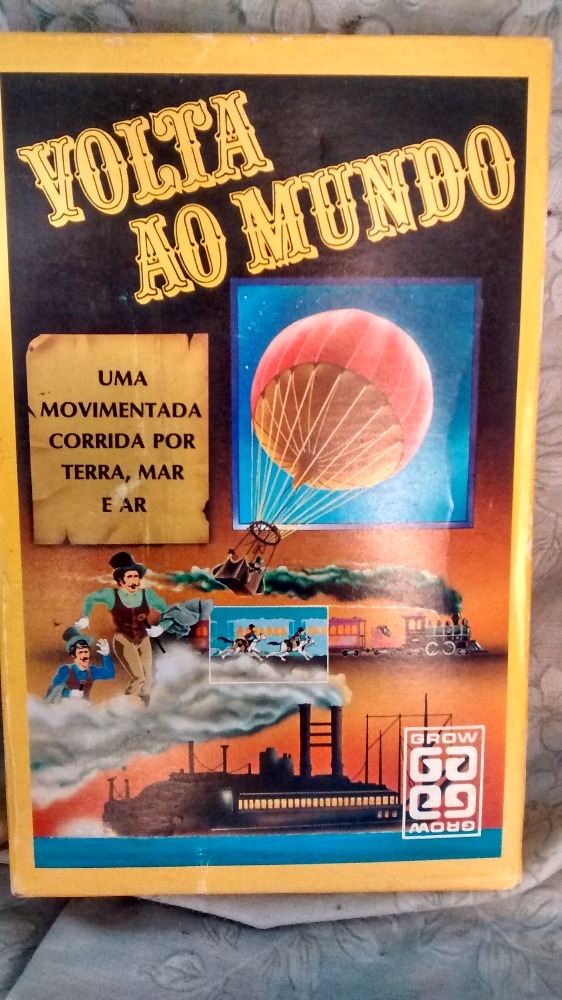 VOLTA
AO MUNDO
UMA
MOVIMENTADA
CORRIDA POR
TERRA, MAR
E AR
GROW
GROW